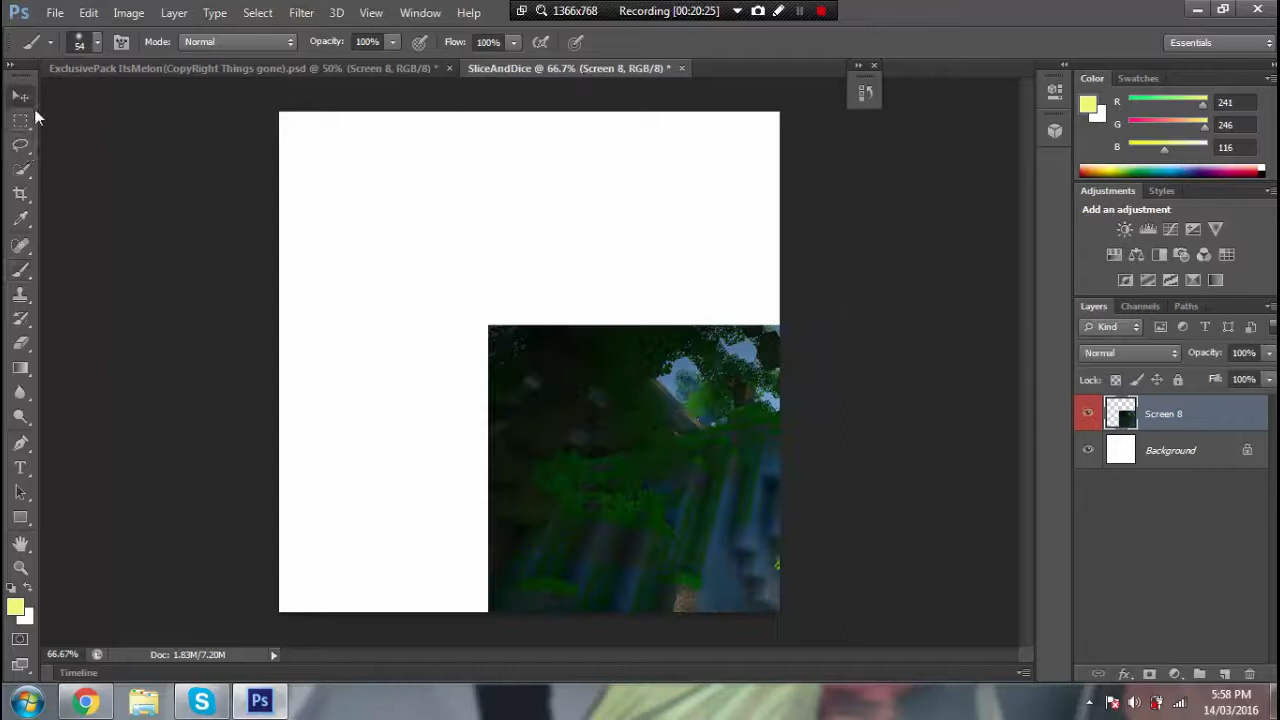 Ps File Edit Image Layer Type Select Filter 3D View Window Help
1366x768 Recording [00:20:25]
54 Mode: Normal Opacity: 100% Flow: 100% Essentials
ExclusivePack ItsMelon(CopyRight Things gone).psd @ 50% (Screen 8, RGB/8) * SliceAndDice @ 66.7% (Screen 8, RGB/8) *
Color Swatches
R 241
G 246
B 116
Adjustments Styles
Add an adjustment
Layers Channels Paths
Kind
Normal Opacity: 100%
Lock: Fill: 100%
Screen 8
Background
66.67% Doc: 1.83M/7.20M
Timeline
Ps
5:58 PM
14/03/2016